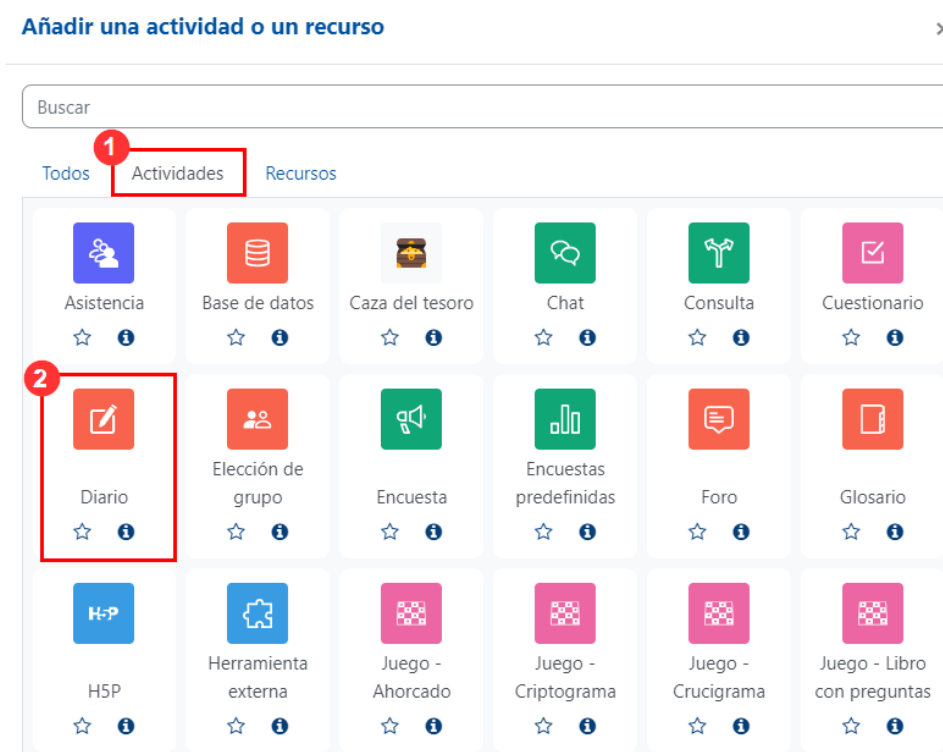 Añadir una actividad o un recurso
×
Buscar
1
Todos Actividades Recursos
Asistencia Base de datos Caza del tesoro Chat Consulta Cuestionario
2
Diario
Elección de
grupo
Encuesta
Encuestas
predefinidas
Foro
Glosario
H5P
H5P
Herramienta
externa
Juego -
Ahorcado
Juego -
Criptograma
Juego -
Crucigrama
Juego - Libro
con preguntas